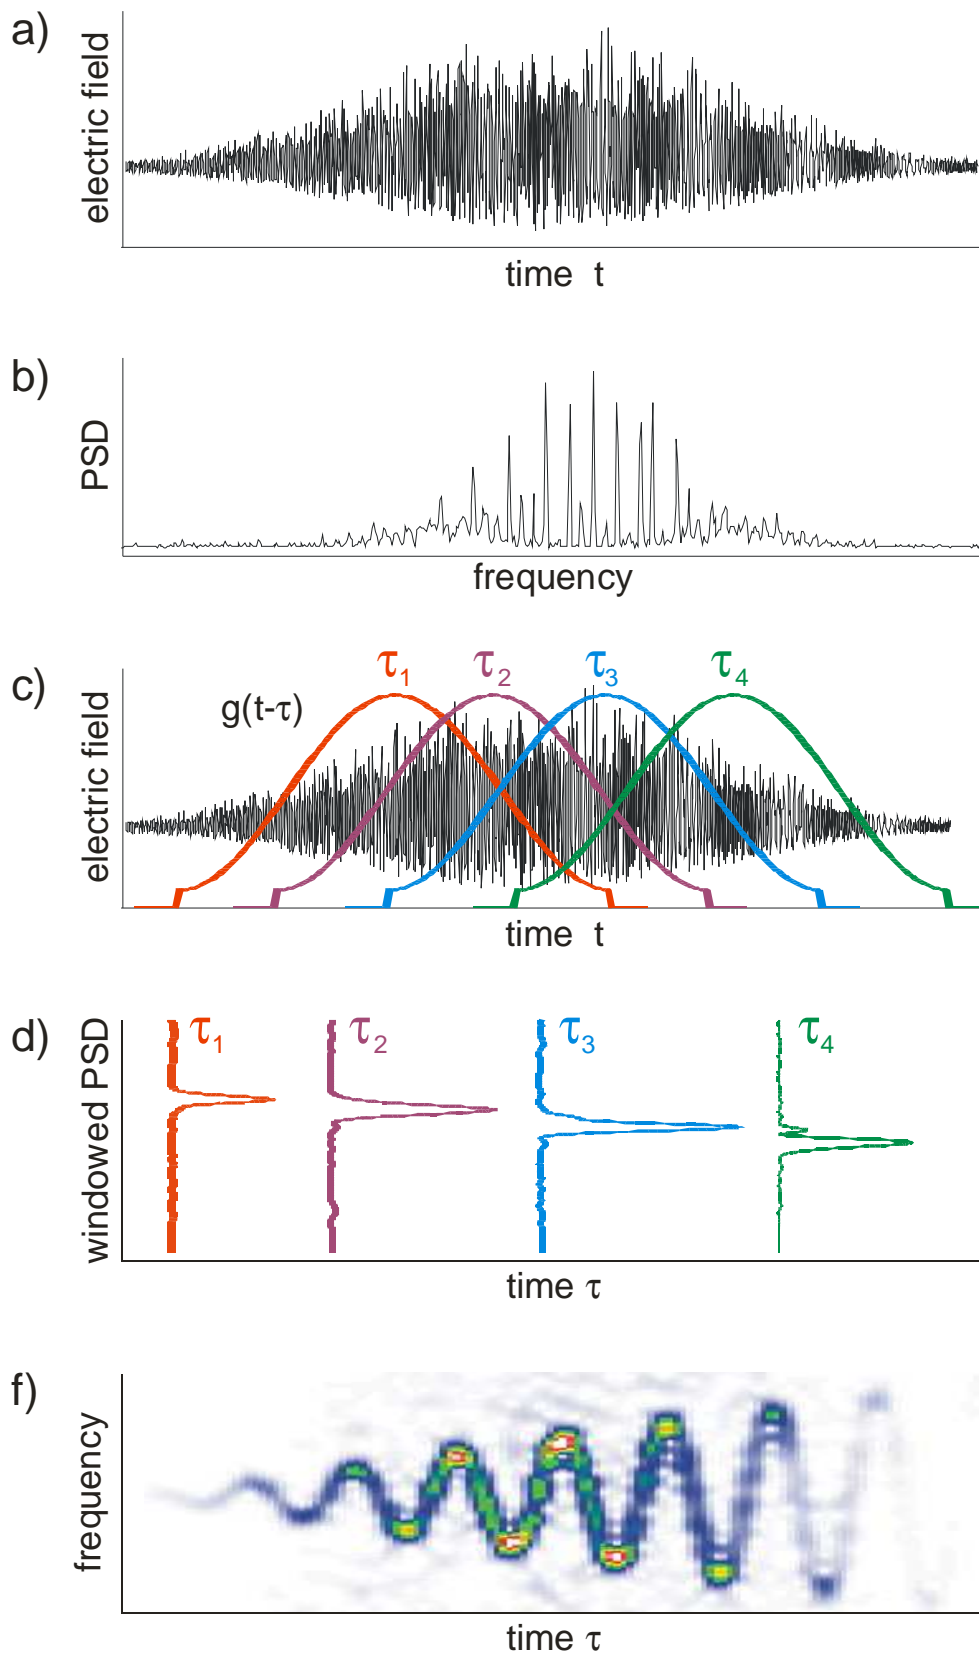 a)
electric field
time t
b)
PSD
frequency
c)
electric field
g(t-τ)
τ1 τ2 τ3 τ4
time t
d)
windowed PSD
τ1 τ2 τ3 τ4
time τ
f)
frequency
time τ